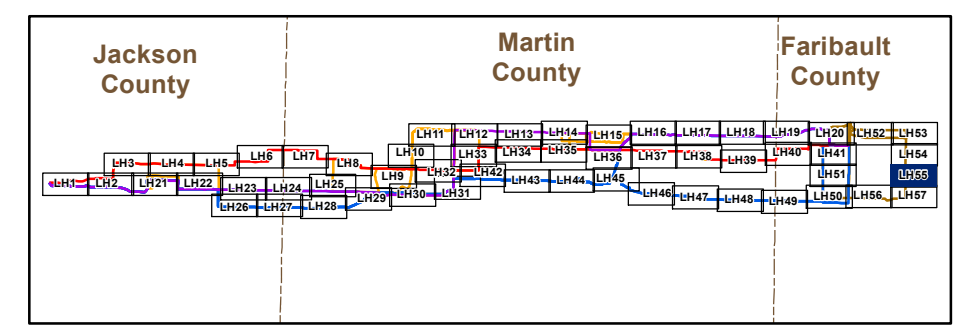 Jackson
County
Martin
County
Faribault
County
LH11 LH12 LH13 LH14 LH15 LH16 LH17 LH18 LH19 LH20 LH52 LH53
LH3 LH4 LH5 LH6 LH7 LH8 LH10 LH33 LH34 LH35 LH36 LH37 LH38 LH39 LH40 LH41 LH54
LH1 LH2 LH21 LH22 LH23 LH24 LH25 LH9 LH32 LH42 LH43 LH44 LH45 LH51 LH55
LH26 LH27 LH28 LH29 LH30 LH31 LH46 LH47 LH48 LH49 LH50 LH56 LH57